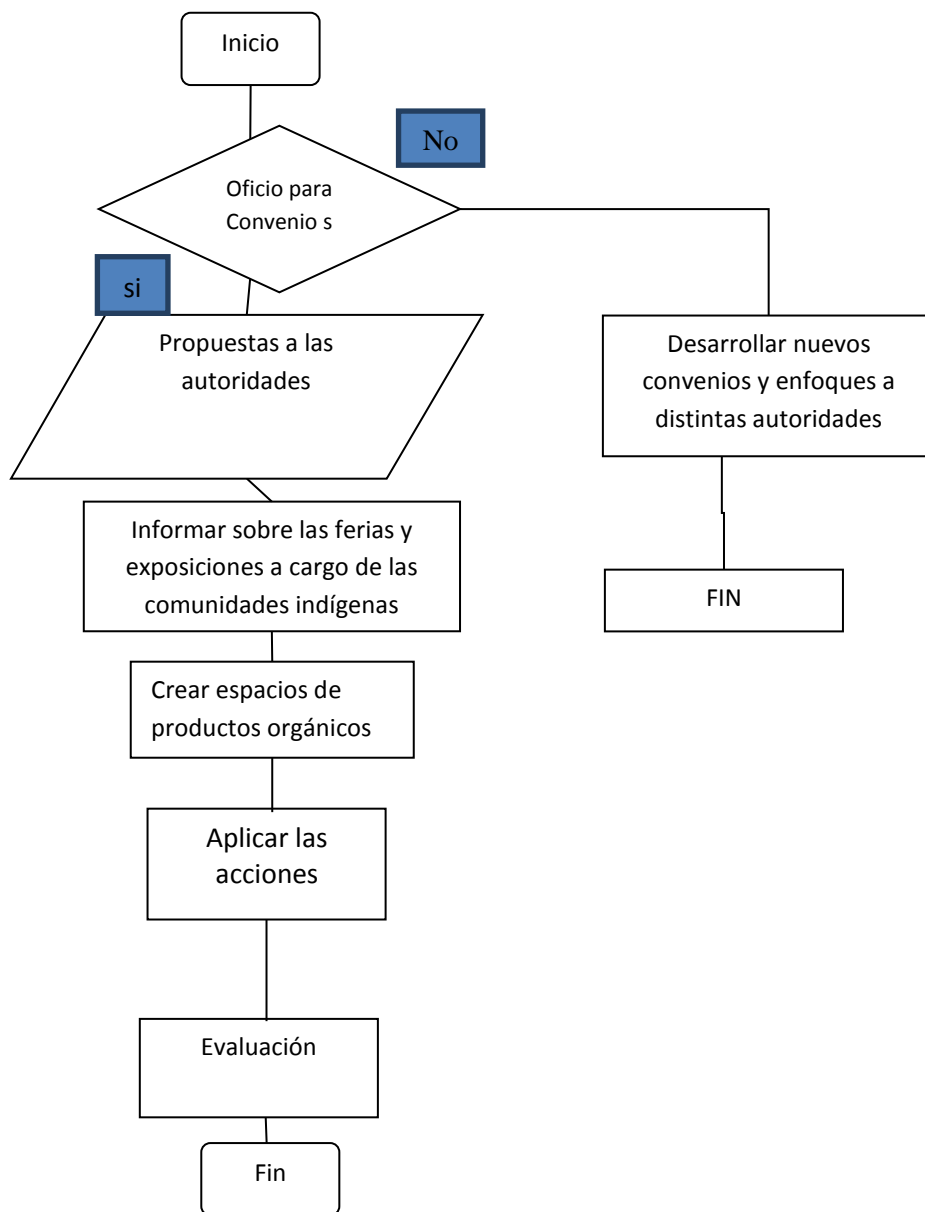 Inicio
No
Oficio para
Convenio s
si
Propuestas a las
autoridades
Desarrollar nuevos
convenios y enfoques a
distintas autoridades
Informar sobre las ferias y
exposiciones a cargo de las
comunidades indígenas
FIN
Crear espacios de
productos orgánicos
Aplicar las
acciones
Evaluación
Fin